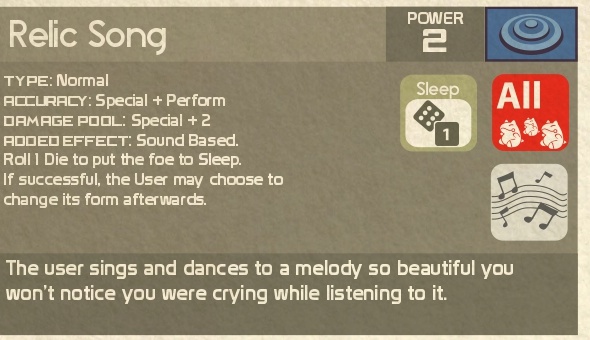 Relic Song
POWER
2
TYPE: Normal
ACCURACY: Special + Perform
DAMAGE POOL: Special + 2
ADDED EFFECT: Sound Based.
Roll 1 Die to put the foe to Sleep.
If successful, the User may choose to
change its form afterwards.
Sleep
1
All
The user sings and dances to a melody so beautiful you
won't notice you were crying while listening to it.